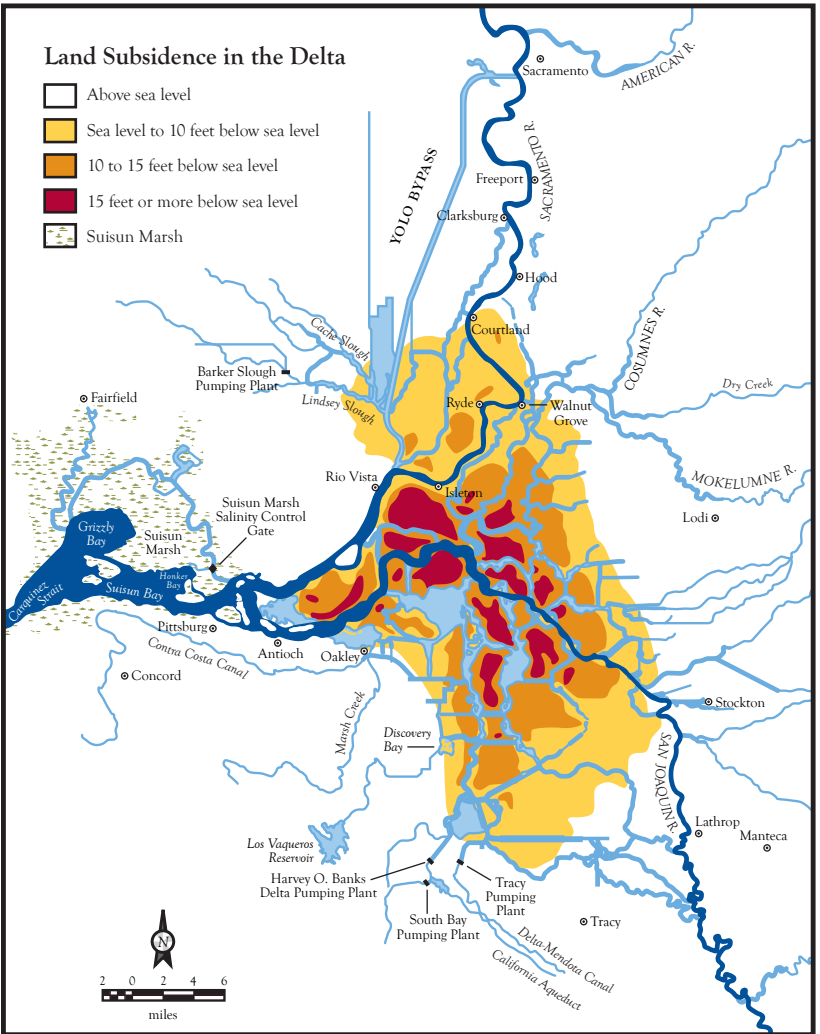 Land Subsidence in the Delta
Above sea level
Sea level to 10 feet below sea level
10 to 15 feet below sea level
15 feet or more below sea level
Suisun Marsh
Sacramento
AMERICAN R.
SACRAMENTO R.
YOLO BYPASS
Freeport
Clarksburg
Hood
Courtland
COSUMNES R.
Cache Slough
Barker Slough
Pumping Plant
Lindsey Slough
Dry Creek
Fairfield
Ryde
Walnut
Grove
MOKELUMNE R.
Rio Vista
Isleton
Suisun Marsh
Salinity Control
Gate
Lodi
Grizzly
Bay
Suisun
Marsh
Honker
Bay
Suisun Bay
Carquinez
Strait
Pittsburg
Antioch
Oakley
Contra Costa Canal
Concord
Marsh Creek
Stockton
Discovery
Bay
SAN JOAQUIN R.
Lathrop
Manteca
Los Vaqueros
Reservoir
Harvey O. Banks
Delta Pumping Plant
Tracy
Pumping
Plant
South Bay
Pumping Plant
Tracy
Delta-Mendota Canal
California Aqueduct
N
2 0 2 4 6
miles